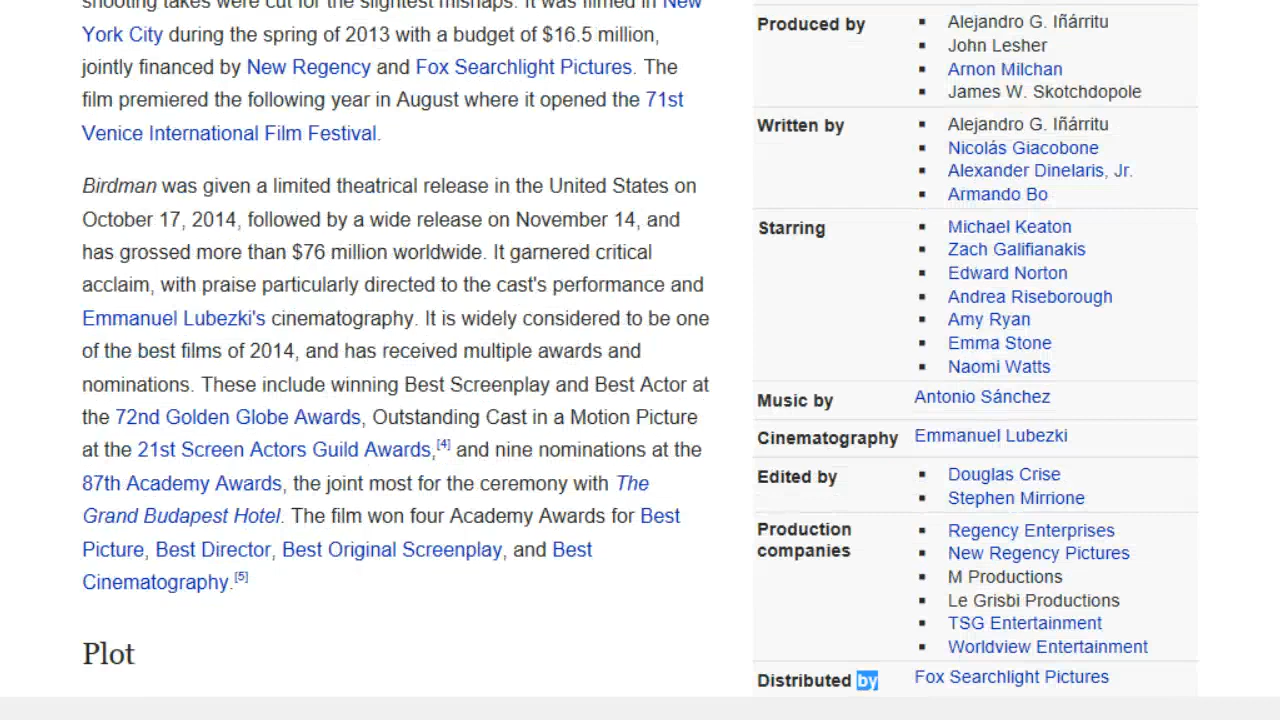 shooting takes were cut for the slightest mishaps. It was filmed in New
York City during the spring of 2013 with a budget of $16.5 million,
jointly financed by New Regency and Fox Searchlight Pictures. The
film premiered the following year in August where it opened the 71st
Venice International Film Festival.
Birdman was given a limited theatrical release in the United States on
October 17, 2014, followed by a wide release on November 14, and
has grossed more than $76 million worldwide. It garnered critical
acclaim, with praise particularly directed to the cast's performance and
Emmanuel Lubezki's cinematography. It is widely considered to be one
of the best films of 2014, and has received multiple awards and
nominations. These include winning Best Screenplay and Best Actor at
the 72nd Golden Globe Awards, Outstanding Cast in a Motion Picture
at the 21st Screen Actors Guild Awards,[4] and nine nominations at the
87th Academy Awards, the joint most for the ceremony with The
Grand Budapest Hotel. The film won four Academy Awards for Best
Picture, Best Director, Best Original Screenplay, and Best
Cinematography.[5]
Plot
Produced by
▪ Alejandro G. Iñárritu
▪ John Lesher
▪ Arnon Milchan
▪ James W. Skotchdopole
Written by
▪ Alejandro G. Iñárritu
▪ Nicolás Giacobone
▪ Alexander Dinelaris, Jr.
▪ Armando Bo
Starring
▪ Michael Keaton
▪ Zach Galifianakis
▪ Edward Norton
▪ Andrea Riseborough
▪ Amy Ryan
▪ Emma Stone
▪ Naomi Watts
Music by Antonio Sánchez
Cinematography Emmanuel Lubezki
Edited by
▪ Douglas Crise
▪ Stephen Mirrione
Production
companies
▪ Regency Enterprises
▪ New Regency Pictures
▪ M Productions
▪ Le Grisbi Productions
▪ TSG Entertainment
▪ Worldview Entertainment
Distributed by Fox Searchlight Pictures